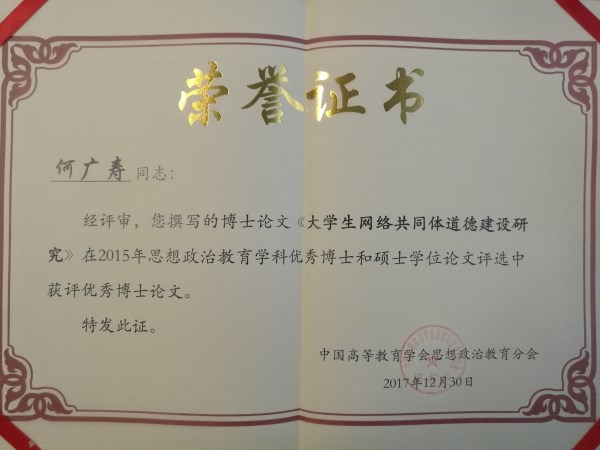 荣誉证书
何广寿 同志：
经评审，您撰写的博士论文《大学生网络共同体道德建设研
究》在2015年思想政治教育学科优秀博士和硕士学位论文评选中
获评优秀博士论文。
特发此证。
中国高等教育学会思想政治教育分会
2017年12月30日